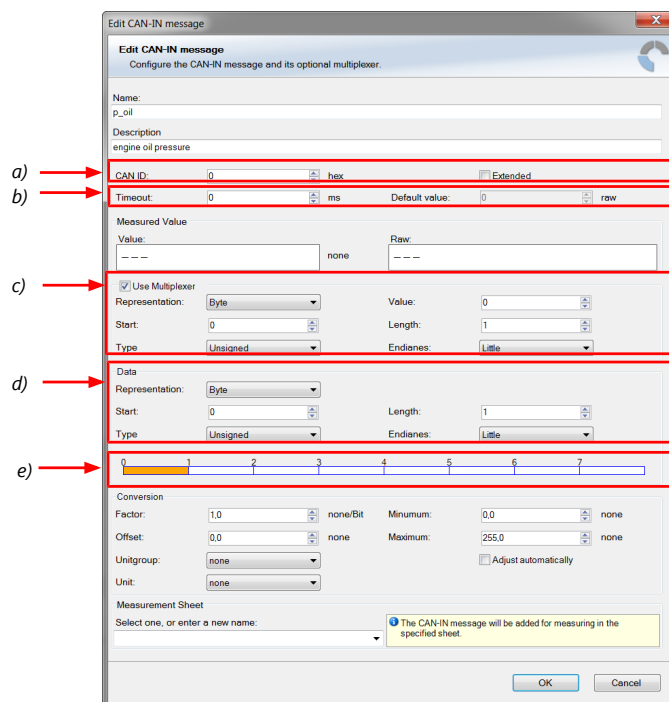 Edit CAN-IN message
Edit CAN-IN message
Configure the CAN-IN message and its optional multiplexer.
Name:
p_oil
Description
engine oil pressure
a) CAN ID: 0 hex Extended
b) Timeout: 0 ms Default value: 0 raw
Measured Value
Value: Raw:
--- none ---
c) Use Multiplexer
Representation: Byte Value: 0
Start: 0 Length: 1
Type Unsigned Endianes: Little
d) Data
Representation: Byte
Start: 0 Length: 1
Type Unsigned Endianes: Little
e) 0 1 2 3 4 5 6 7
Conversion
Factor: 1,0 none/Bit Minumum: 0,0 none
Offset: 0,0 none Maximum: 255,0 none
Unitgroup: none Adjust automatically
Unit: none
Measurement Sheet
Select one, or enter a new name: The CAN-IN message will be added for measuring in the
specified sheet.
OK Cancel